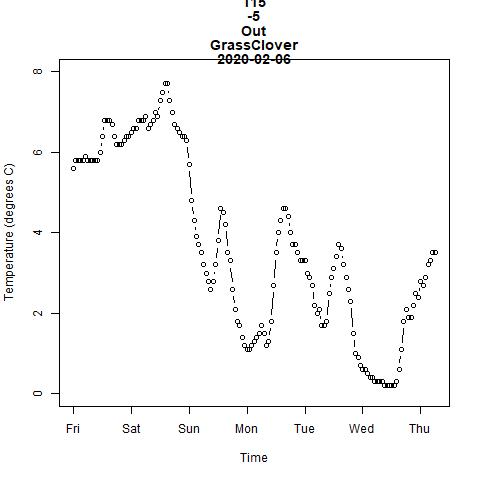 T15
-5
Out
GrassClover
2020-02-06
Temperature (degrees C)
8
6
4
2
0
Fri Sat Sun Mon Tue Wed Thu
Time